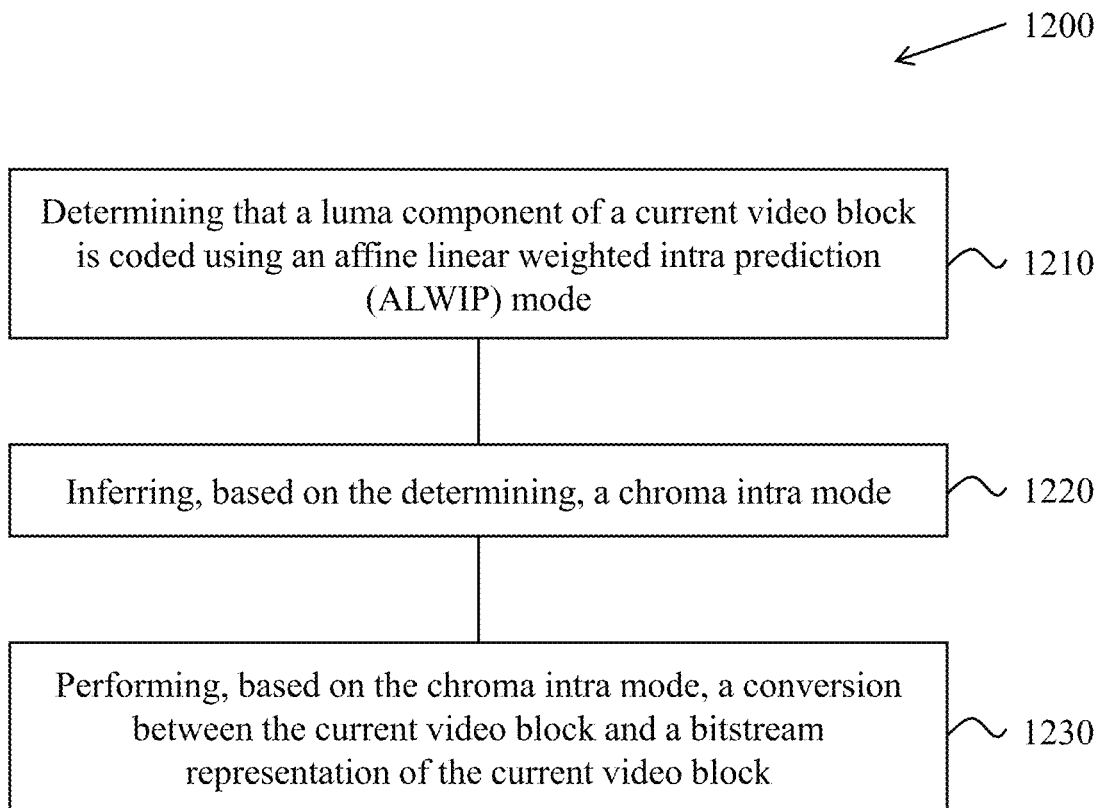 1200
Determining that a luma component of a current video block
is coded using an affine linear weighted intra prediction
(ALWIP) mode
1210
Inferring, based on the determining, a chroma intra mode
1220
Performing, based on the chroma intra mode, a conversion
between the current video block and a bitstream
representation of the current video block
1230